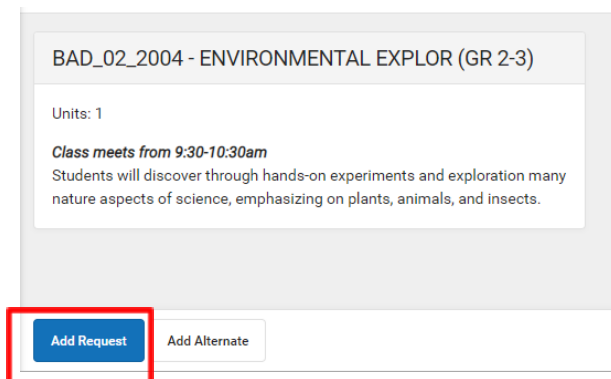 BAD_02_2004 - ENVIRONMENTAL EXPLOR (GR 2-3)
Units: 1
Class meets from 9:30-10:30am
Students will discover through hands-on experiments and exploration many
nature aspects of science, emphasizing on plants, animals, and insects.
Add Request Add Alternate